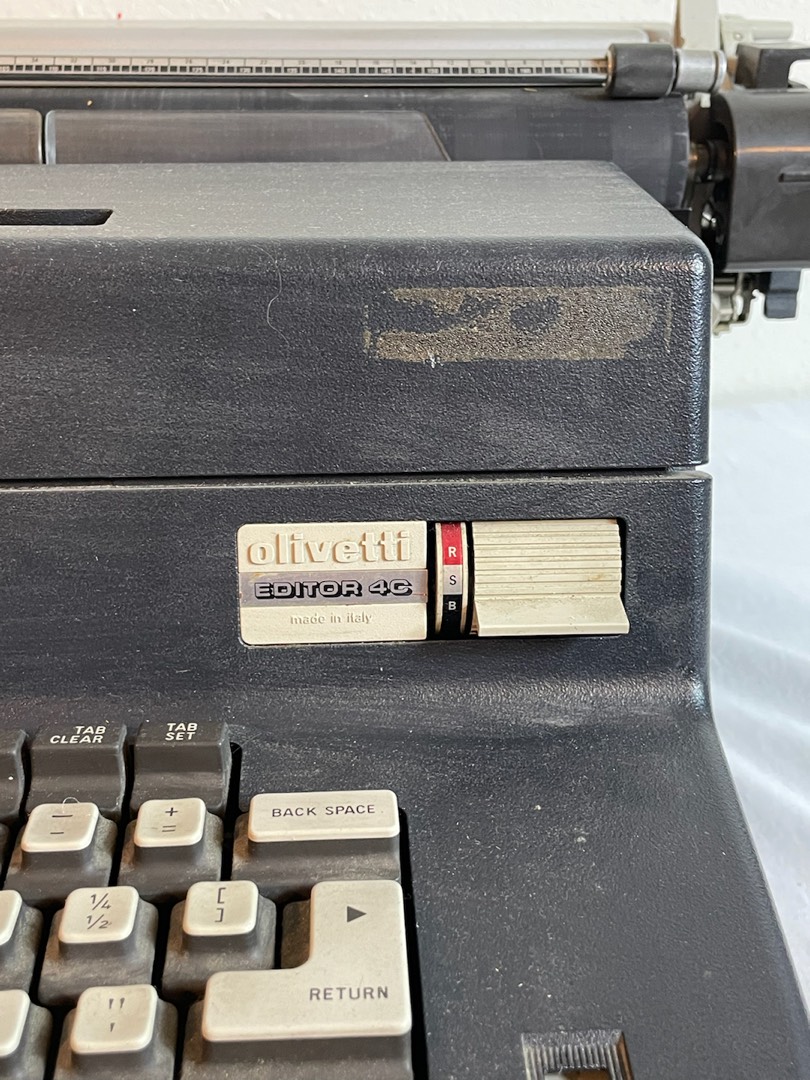 olivetti
EDITOR 4C
made in italy
R
S
B
TAB
CLEAR
TAB
SET
BACK SPACE
+
=
1/4
1/2
[
]
RETURN
"
'